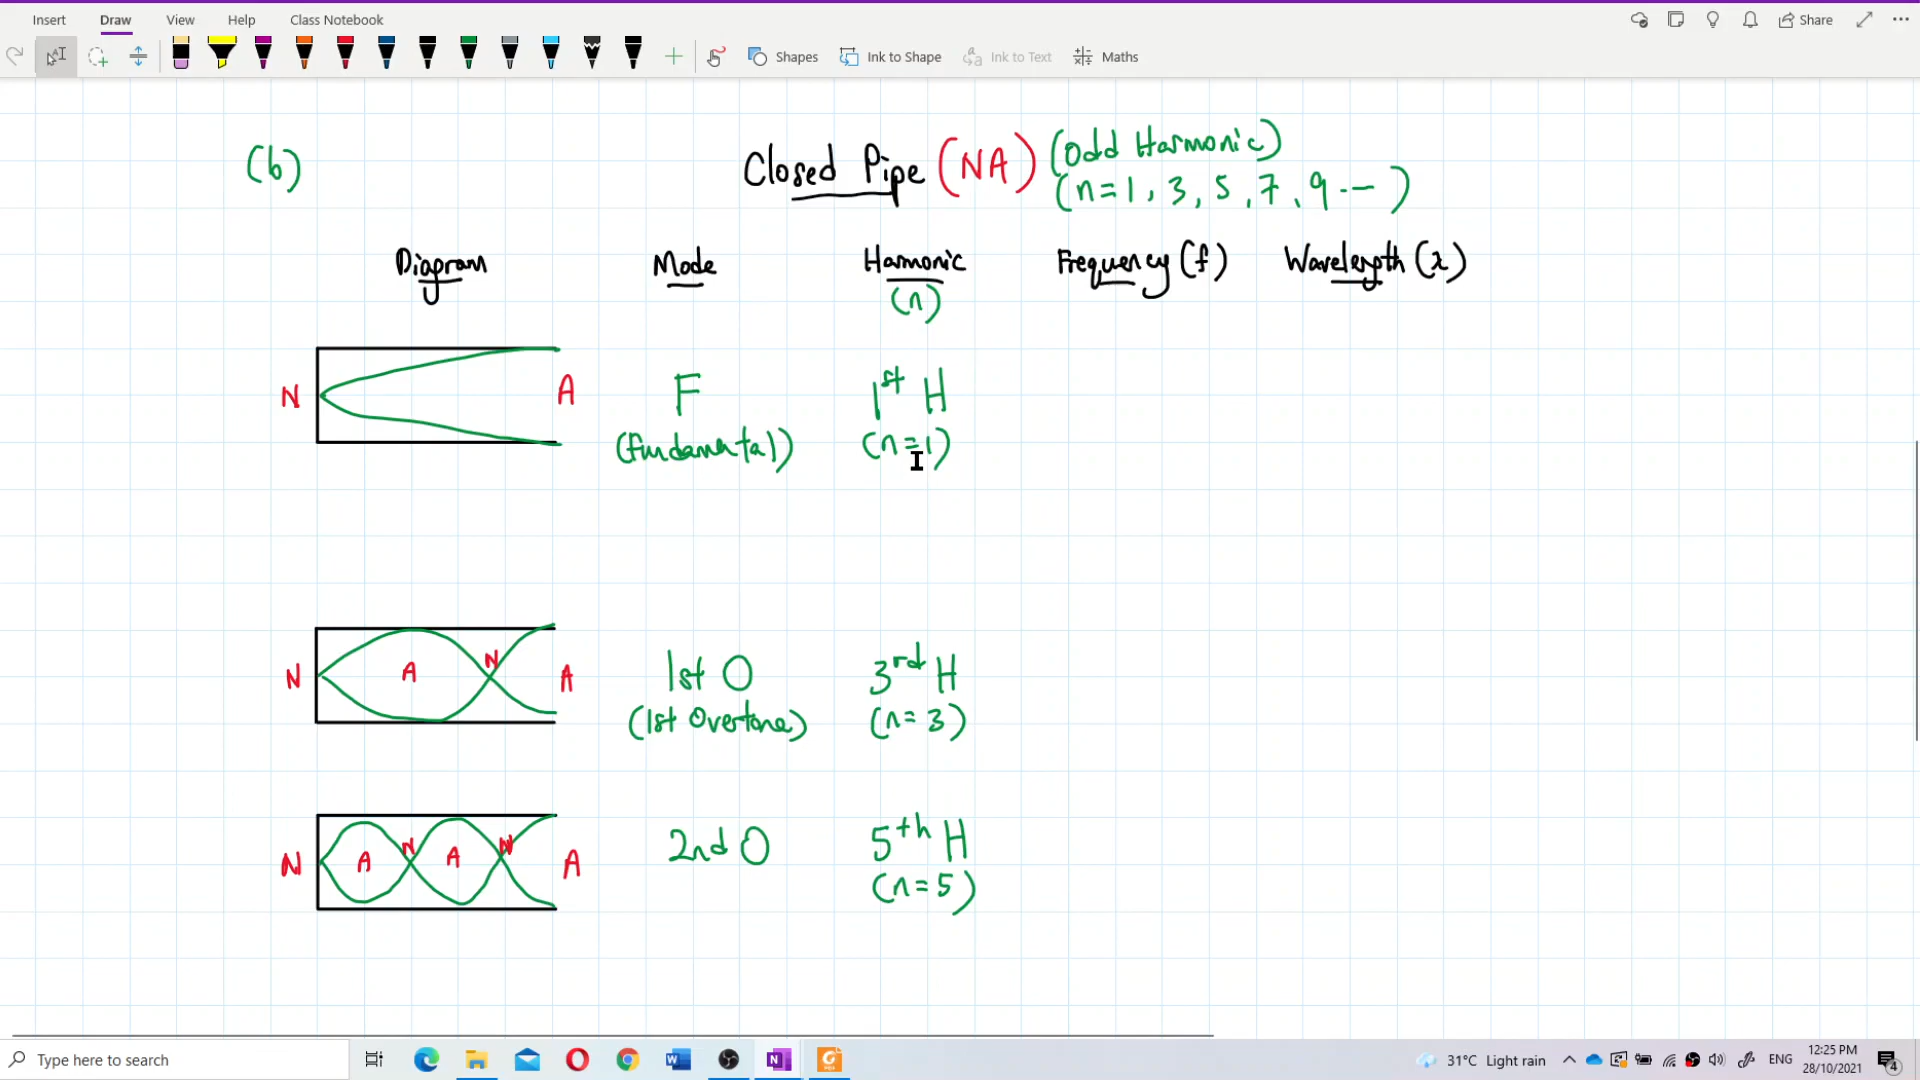 Insert Draw View Help Class Notebook Share
Shapes Ink to Shape Ink to Text Maths
(b) Closed Pipe (NA) (Odd Harmonic)
(n=1, 3, 5, 7, 9 -- )
Diagram Mode Harmonic Frequency (f) Wavelength (λ)
(n)
N A F 1st H
(Fundamental) (n=1)
N A N A 1st O 3rd H
(1st Overtone) (n= 3)
N A N A N A 2nd O 5th H
(n= 5)
Type here to search 31°C Light rain ENG 12:25 PM
28/10/2021 4